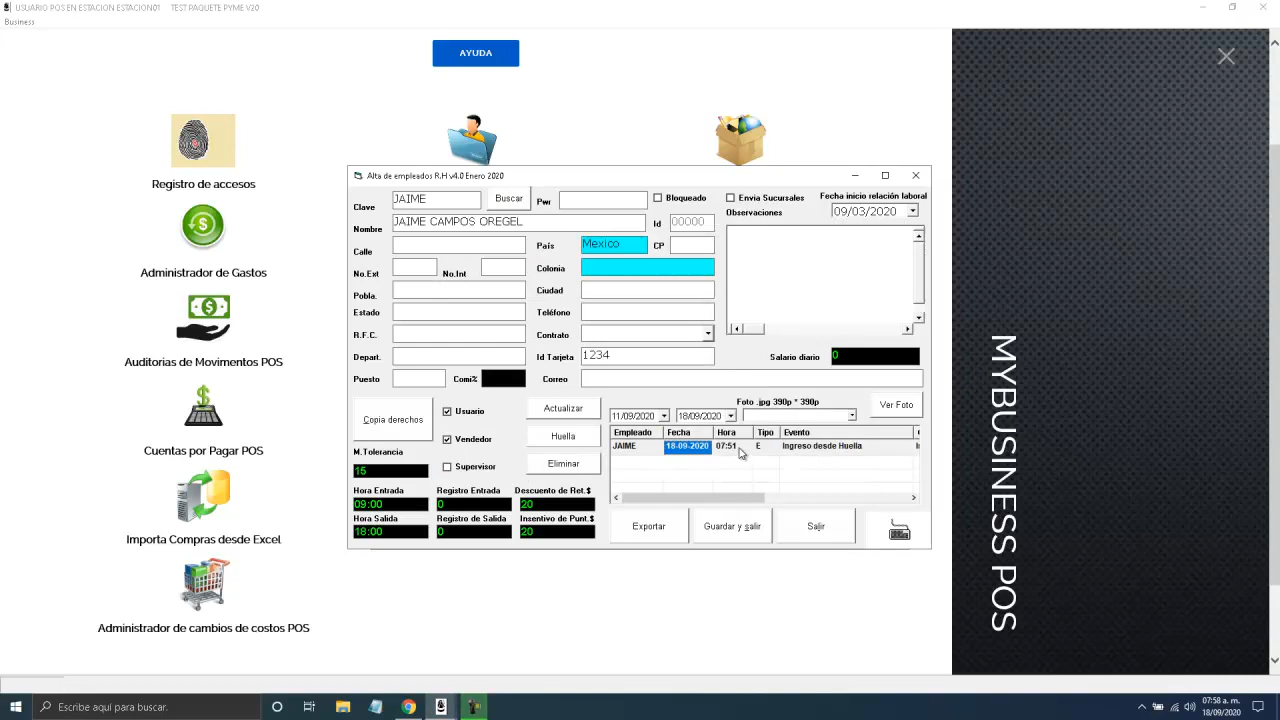 USUARIO POS EN ESTACION ESTACION01 TEST PAQUETE PYME V20
Business
AYUDA
Registro de accesos
Administrador de Gastos
Auditorias de Movimentos POS
Cuentas por Pagar POS
Importa Compras desde Excel
Administrador de cambios de costos POS
Alta de empleados R.H v4.0 Enero 2020
Clave JAIME Buscar Pwr Bloqueado Envia Sucursales Fecha inicio relación laboral
Observaciones 09/03/2020
Nombre JAIME CAMPOS OREGEL Id 00000
Calle País Mexico CP
No.Ext No.Int Colonia
Pobla. Ciudad
Estado Teléfono
R.F.C. Contrato
Depart. Id Tarjeta 1234 Salario diario 0
Puesto Comi% Correo
Foto .jpg 390p * 390p Ver Foto
Copia derechos Usuario Actualizar 11/09/2020 18/09/2020
Vendedor Huella
Supervisor Eliminar
Empleado Fecha Hora Tipo Evento
JAIME 18-09-2020 07:51 E Ingreso desde Huella
M.Tolerancia
15
Hora Entrada Registro Entrada Descuento de Ret.$
09:00 0 20
Hora Salida Registro de Salida Insentivo de Punt.$
18:00 0 20
Exportar Guardar y salir Salir
MYBUSINESS POS
Escribe aquí para buscar.
07:58 a. m.
18/09/2020